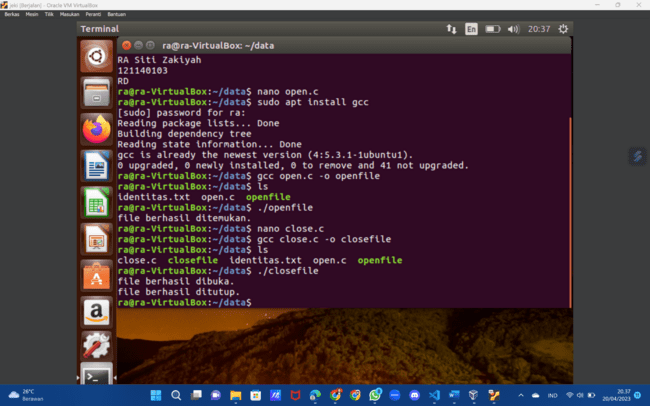 jeki [Berjalan] - Oracle VM VirtualBox
Berkas Mesin Tilik Masukan Peranti Bantuan
Terminal
En
20:37
ra@ra-VirtualBox: ~/data
RA Siti Zakiyah
121140103
RD
ra@ra-VirtualBox:~/data$ nano open.c
ra@ra-VirtualBox:~/data$ sudo apt install gcc
[sudo] password for ra:
Reading package lists... Done
Building dependency tree
Reading state information... Done
gcc is already the newest version (4:5.3.1-1ubuntu1).
0 upgraded, 0 newly installed, 0 to remove and 41 not upgraded.
ra@ra-VirtualBox:~/data$ gcc open.c -o openfile
ra@ra-VirtualBox:~/data$ ls
identitas.txt open.c openfile
ra@ra-VirtualBox:~/data$ ./openfile
file berhasil ditemukan.
ra@ra-VirtualBox:~/data$ nano close.c
ra@ra-VirtualBox:~/data$ gcc close.c -o closefile
ra@ra-VirtualBox:~/data$ ls
close.c closefile identitas.txt open.c openfile
ra@ra-VirtualBox:~/data$ ./closefile
file berhasil dibuka.
file berhasil ditutup.
ra@ra-VirtualBox:~/data$
26°C
Berawan
IND
20.37
20/04/2023